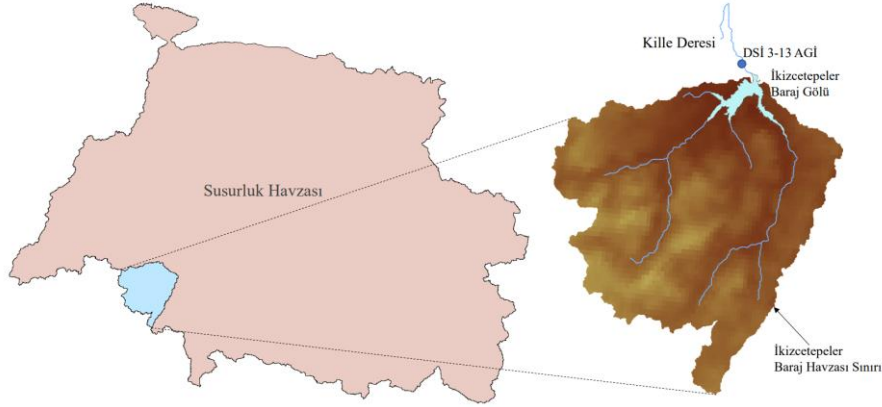 Susurluk Havzası
Kille Deresi
DSİ 3-13 AGİ
İkizcetepeler
Baraj Gölü
İkizcetepeler
Baraj Havzası Sınırı